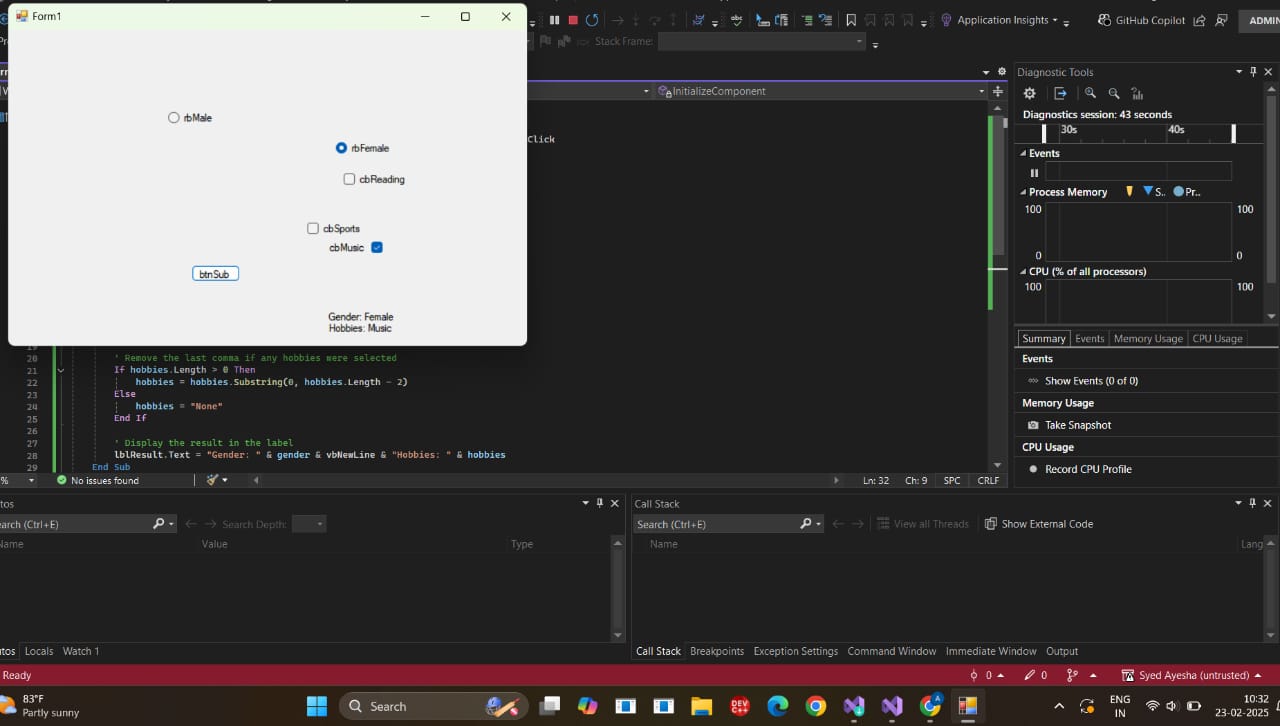 Form1
Application Insights
GitHub Copilot
ADMIN
Stack Frame:
InitializeComponent
Click
rbMale
rbFemale
cbReading
cbSports
cbMusic
btnSub
Gender: Female
Hobbies: Music
20 ' Remove the last comma if any hobbies were selected
21 If hobbies.Length > 0 Then
22 hobbies = hobbies.Substring(0, hobbies.Length - 2)
23 Else
24 hobbies = "None"
25 End If
26
27 ' Display the result in the label
28 lblResult.Text = "Gender: " & gender & vbNewLine & "Hobbies: " & hobbies
29 End Sub
% No issues found Ln: 32 Ch: 9 SPC CRLF
Diagnostic Tools
Diagnostics session: 43 seconds
30s 40s
Events
Process Memory S.. Pr..
100 100
0 0
CPU (% of all processors)
100 100
Summary Events Memory Usage CPU Usage
Events
Show Events (0 of 0)
Memory Usage
Take Snapshot
CPU Usage
Record CPU Profile
tos
earch (Ctrl+E) Search Depth:
Name Value Type
tos Locals Watch 1
Call Stack
Search (Ctrl+E) View all Threads Show External Code
Name Lang
Call Stack Breakpoints Exception Settings Command Window Immediate Window Output
Ready 0 0 Syed Ayesha (untrusted)
83°F
Partly sunny
Search
DEV
C++
A
ENG
IN
10:32
23-02-2025